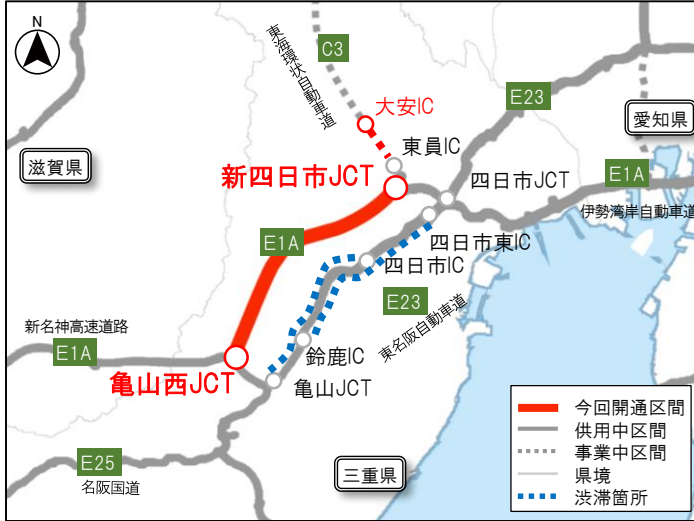 N
東海環状自動車道
C3
大安IC
E23
愛知県
滋賀県
東員IC
新四日市JCT
四日市JCT
E1A
伊勢湾岸自動車道
E1A
四日市東IC
四日市IC
E23
東名阪自動車道
新名神高速道路
E1A
鈴鹿IC
亀山西JCT
亀山JCT
E25
名阪国道
三重県
今回開通区間
供用中区間
事業中区間
県境
渋滞箇所